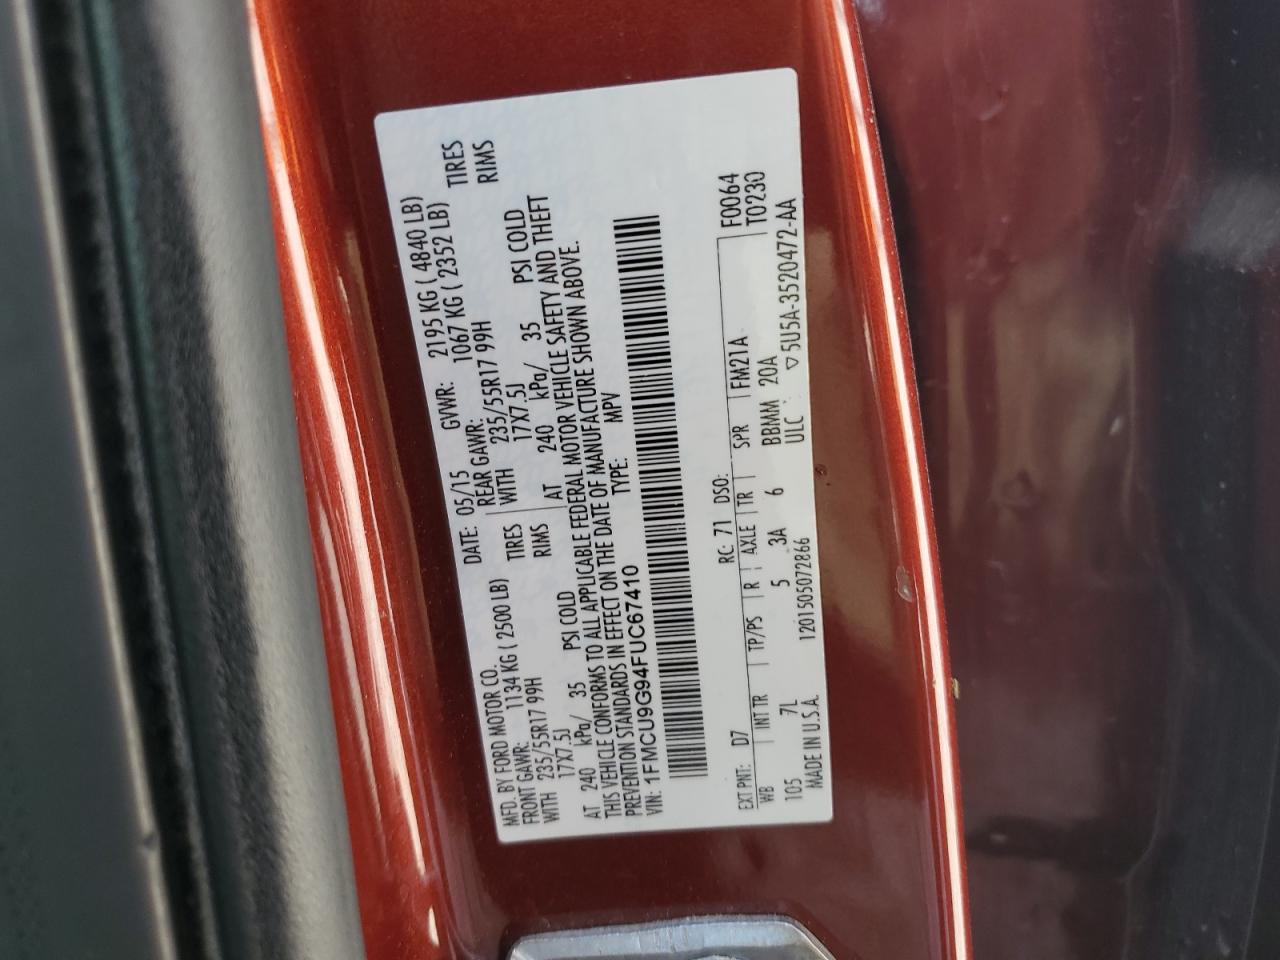 MFD. BY FORD MOTOR CO.
DATE: 05/15 GVWR: 2195 KG ( 4840 LB)
FRONT GAWR: 1134 KG ( 2500 LB) REAR GAWR: 1067 KG ( 2352 LB)
WITH 235/55R17 99H TIRES WITH 235/55R17 99H TIRES
17X7.5J RIMS 17X7.5J RIMS
AT 240 kPa/ 35 PSI COLD AT 240 kPa/ 35 PSI COLD
THIS VEHICLE CONFORMS TO ALL APPLICABLE FEDERAL MOTOR VEHICLE SAFETY AND THEFT
PREVENTION STANDARDS IN EFFECT ON THE DATE OF MANUFACTURE SHOWN ABOVE.
VIN: 1FMCU9G94FUC67410 TYPE: MPV
F0064
EXT PNT: D7 RC: 71 DSO: T0230
WB INT TR TP/PS R AXLE TR SPR FM21A
105 7L 5 3A 6 BBMM 20A
MADE IN U.S.A. 1201505072866 ULC ▽5U5A-3520472-AA